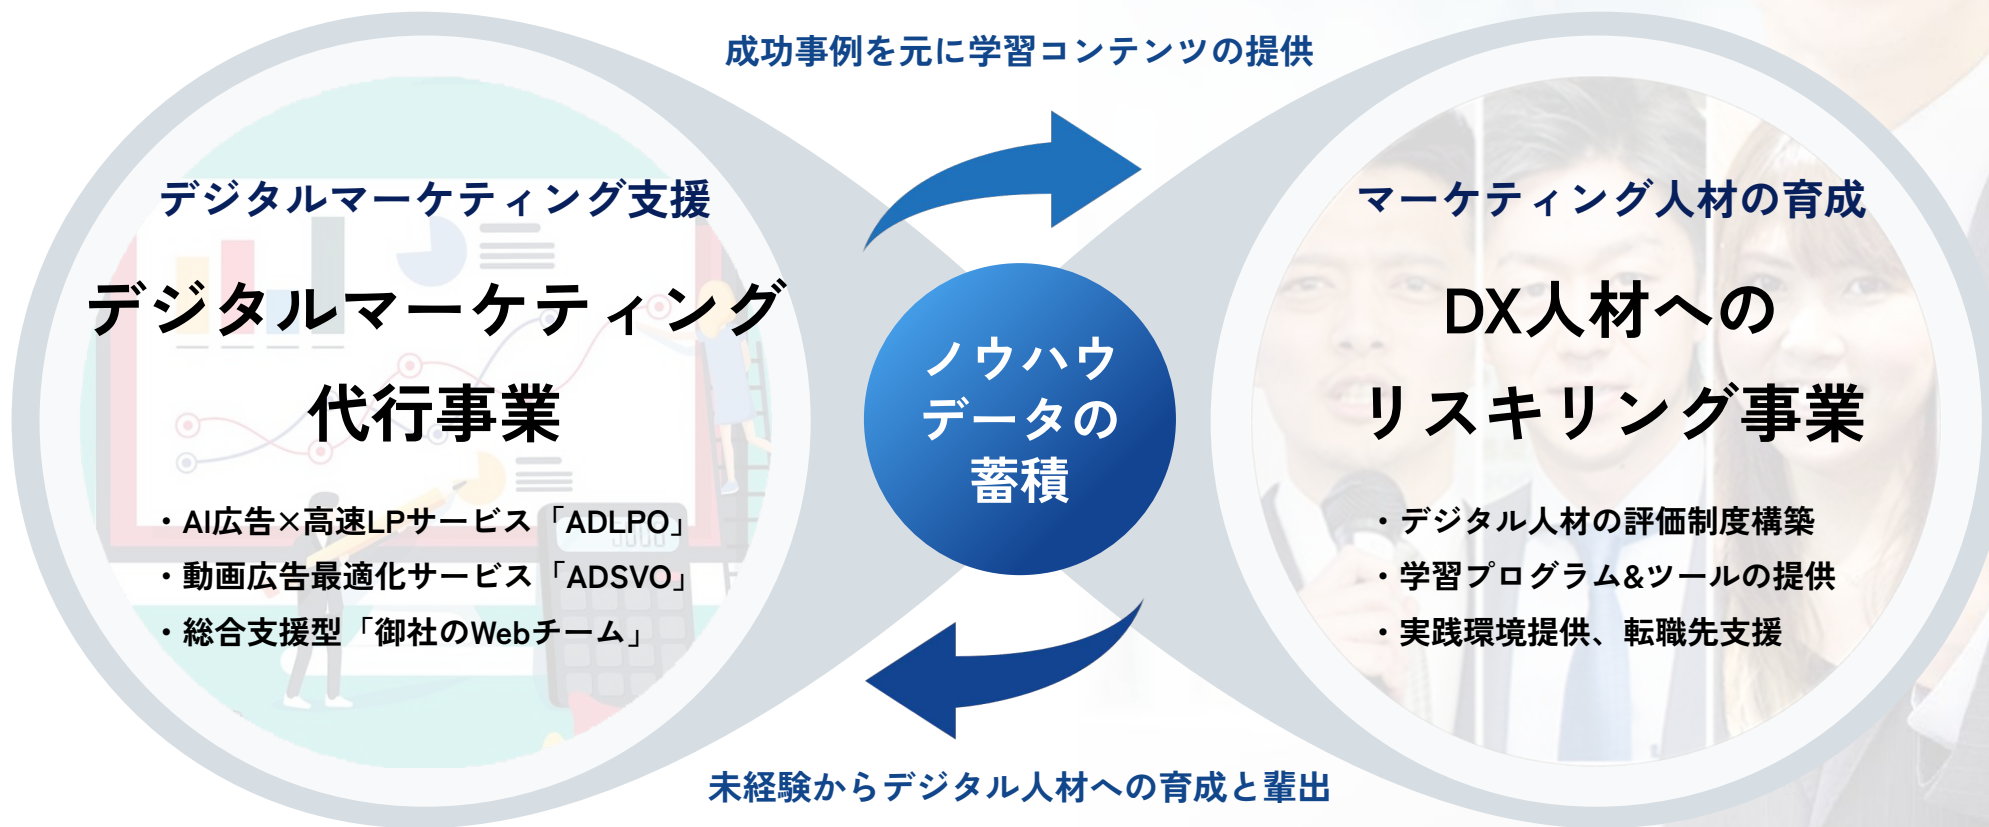 成功事例を元に学習コンテンツの提供
デジタルマーケティング支援
デジタルマーケティング
代行事業
・AI広告×高速LPサービス「ADLPO」
・動画広告最適化サービス「ADSVO」
・総合支援型「御社のWebチーム」
ノウハウ
データの
蓄積
マーケティング人材の育成
DX人材への
リスキリング事業
・デジタル人材の評価制度構築
・学習プログラム&ツールの提供
・実践環境提供、転職先支援
未経験からデジタル人材への育成と輩出